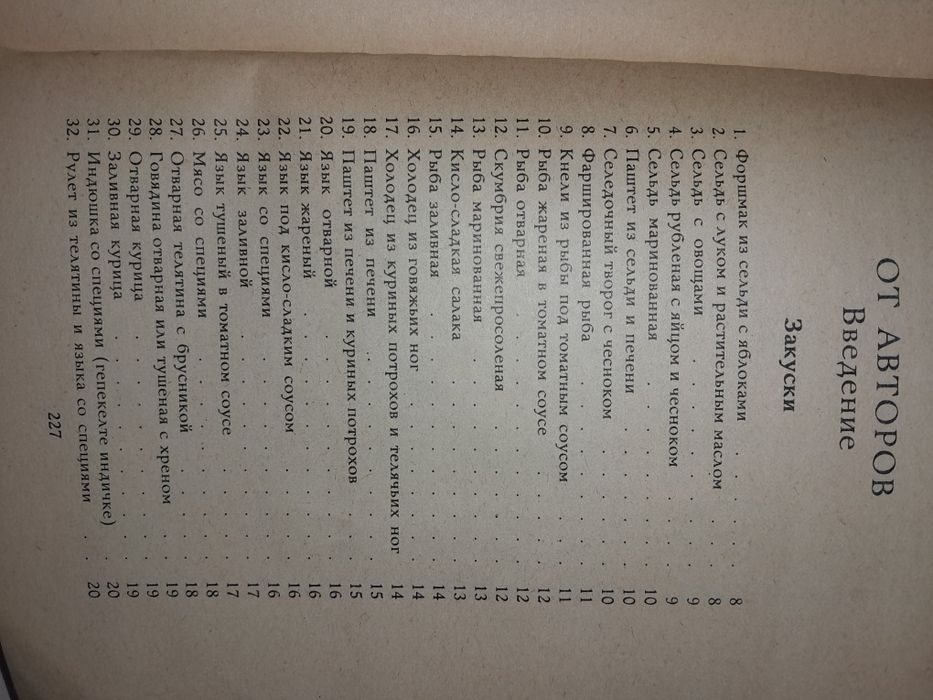 ОТ АВТОРОВ
Введение
Закуски
1. Форшмак из сельди с яблоками . . . . . 8
2. Сельдь с луком и растительным маслом . . 8
3. Сельдь с овощами . . . . . . . 9
4. Сельдь рубленая с яйцом и чесноком . . . 9
5. Сельдь маринованная . . . . . . 10
6. Паштет из сельди и печени . . . . . 10
7. Селедочный творог с чесноком . . . . 10
8. Фаршированная рыба . . . . . . 11
9. Кнели из рыбы под томатным соусом . . . 11
10. Рыба жареная в томатном соусе . . . . 12
11. Рыба отварная . . . . . . . 12
12. Скумбрия свежепросоленая . . . . . 12
13. Рыба маринованная . . . . . . 13
14. Кисло-сладкая салака . . . . . . 13
15. Рыба заливная . . . . . . . 14
16. Холодец из говяжьих ног . . . . . 14
17. Холодец из куриных потрохов и телячьих ног 14
18. Паштет из печени . . . . . . 15
19. Паштет из печени и куриных потрохов . . 15
20. Язык отварной . . . . . . . 16
21. Язык жареный . . . . . . . 16
22. Язык под кисло-сладким соусом . . . . 16
23. Язык со специями . . . . . . . 16
24. Язык заливной . . . . . . . 17
25. Язык тушеный в томатном соусе . . . . 17
26. Мясо со специями . . . . . . . 18
27. Отварная телятина с брусникой . . . . 18
28. Говядина отварная или тушеная с хреном . 19
29. Отварная курица . . . . . . . 19
30. Заливная курица . . . . . . . 19
31. Индюшка со специями (гепекелте индичке) . 20
32. Рулет из телятины и языка со специями . . 20
227